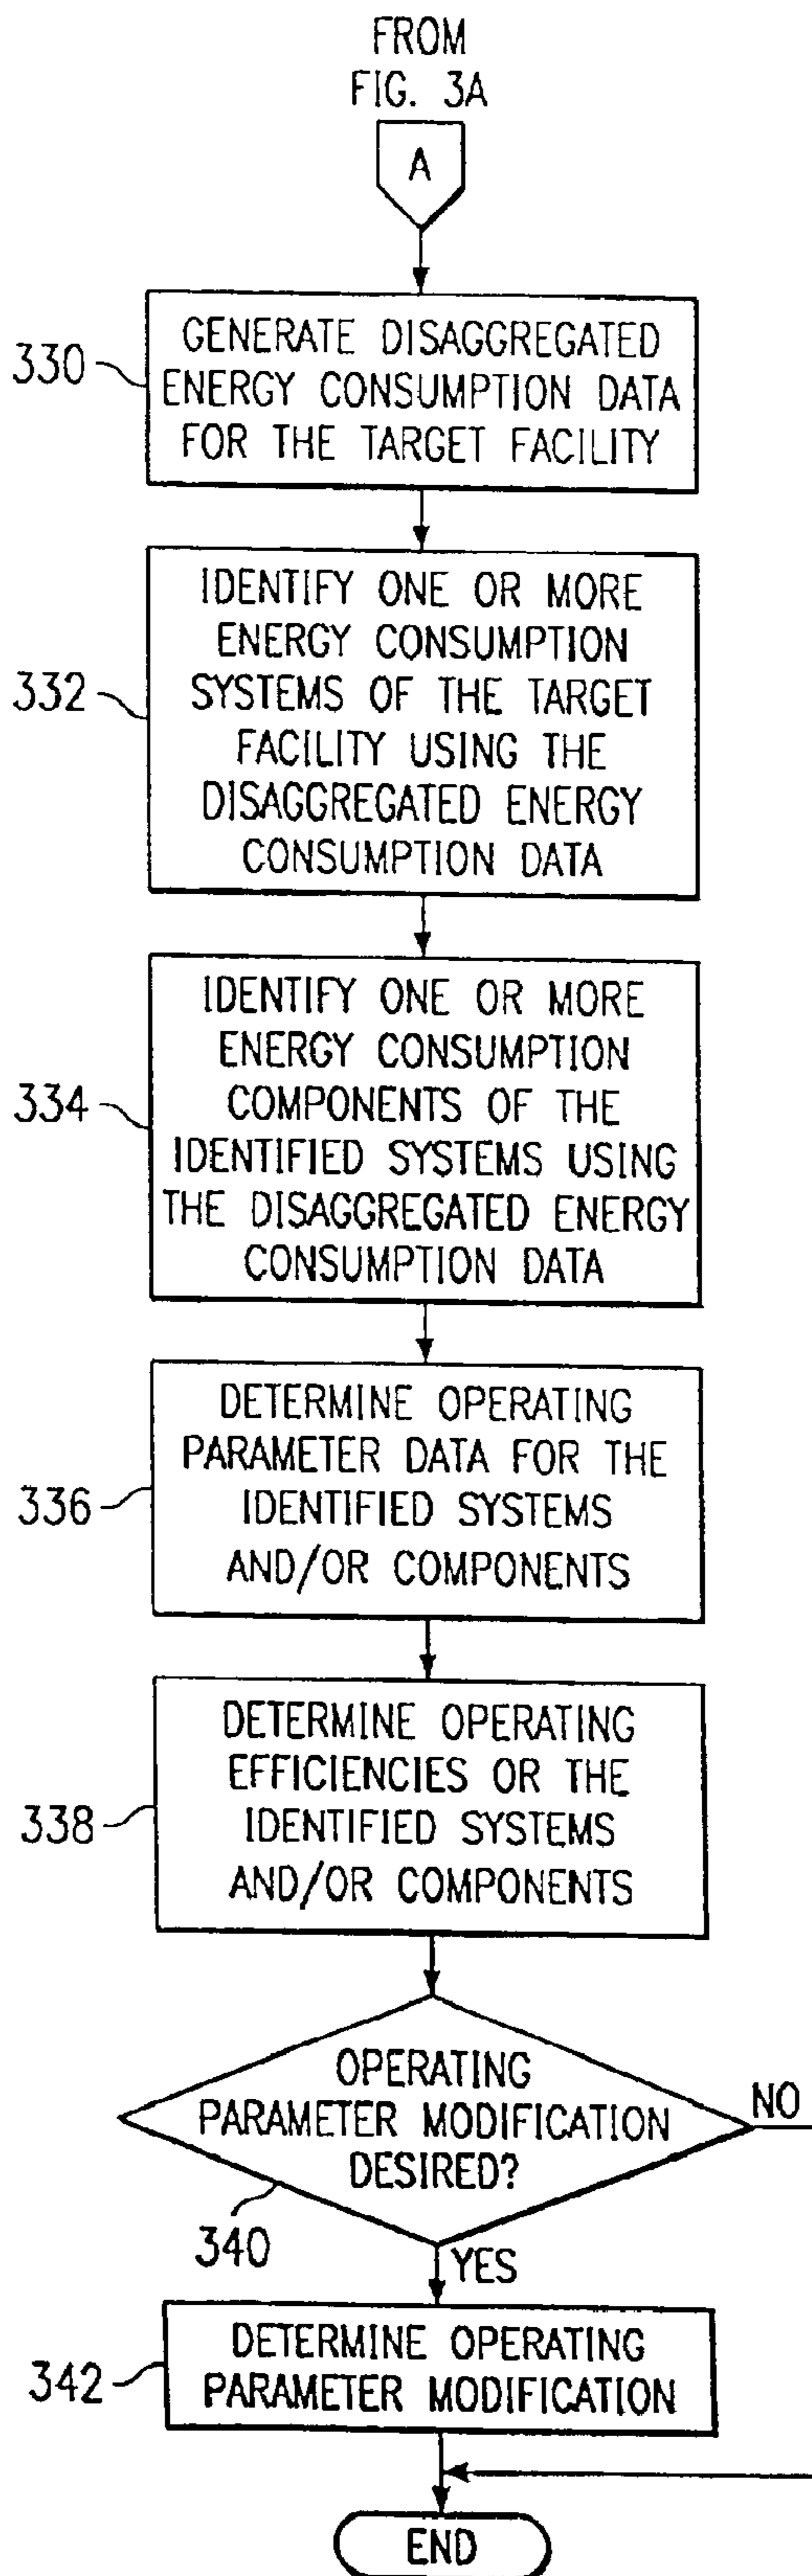 FROM
FIG. 3A
A
330
GENERATE DISAGGREGATED
ENERGY CONSUMPTION DATA
FOR THE TARGET FACILITY
332
IDENTIFY ONE OR MORE
ENERGY CONSUMPTION
SYSTEMS OF THE TARGET
FACILITY USING THE
DISAGGREGATED ENERGY
CONSUMPTION DATA
334
IDENTIFY ONE OR MORE
ENERGY CONSUMPTION
COMPONENTS OF THE
IDENTIFIED SYSTEMS USING
THE DISAGGREGATED ENERGY
CONSUMPTION DATA
336
DETERMINE OPERATING
PARAMETER DATA FOR THE
IDENTIFIED SYSTEMS
AND/OR COMPONENTS
338
DETERMINE OPERATING
EFFICIENCIES OR THE
IDENTIFIED SYSTEMS
AND/OR COMPONENTS
OPERATING
PARAMETER MODIFICATION
DESIRED?
NO
340
YES
342
DETERMINE OPERATING
PARAMETER MODIFICATION
END